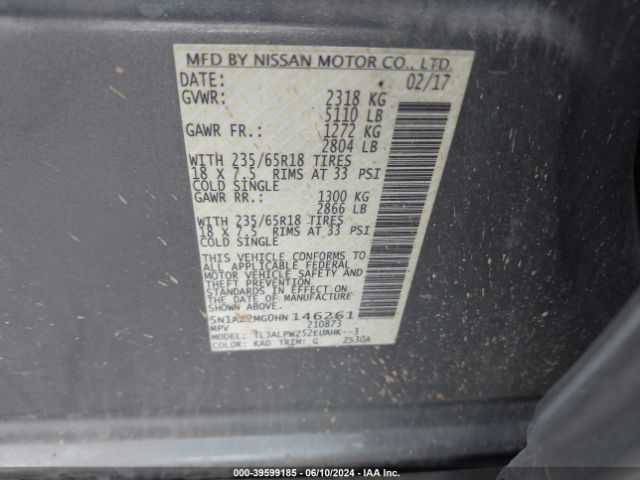 MFD BY NISSAN MOTOR CO., LTD.
DATE: 02/17
GVWR: 2318 KG
5110 LB
GAWR FR.: 1272 KG
2804 LB
WITH 235/65R18 TIRES
18 X 7.5 RIMS AT 33 PSI
COLD SINGLE
GAWR RR.: 1300 KG
2866 LB
WITH 235/65R18 TIRES
18 X 7.5 RIMS AT 33 PSI
COLD SINGLE
THIS VEHICLE CONFORMS TO
ALL APPLICABLE FEDERAL
MOTOR VEHICLE SAFETY AND
THEFT PREVENTION
STANDARDS IN EFFECT ON
THE DATE OF MANUFACTURE
SHOWN ABOVE.
5N1AZ2MG0HN 146261
MPV 210873
MODEL: TLJALPWZ52EUAHK--3
COLOR: KAD TRIM: G ZS30A
000-39599185 / 06/10/2024 / IAA Inc.